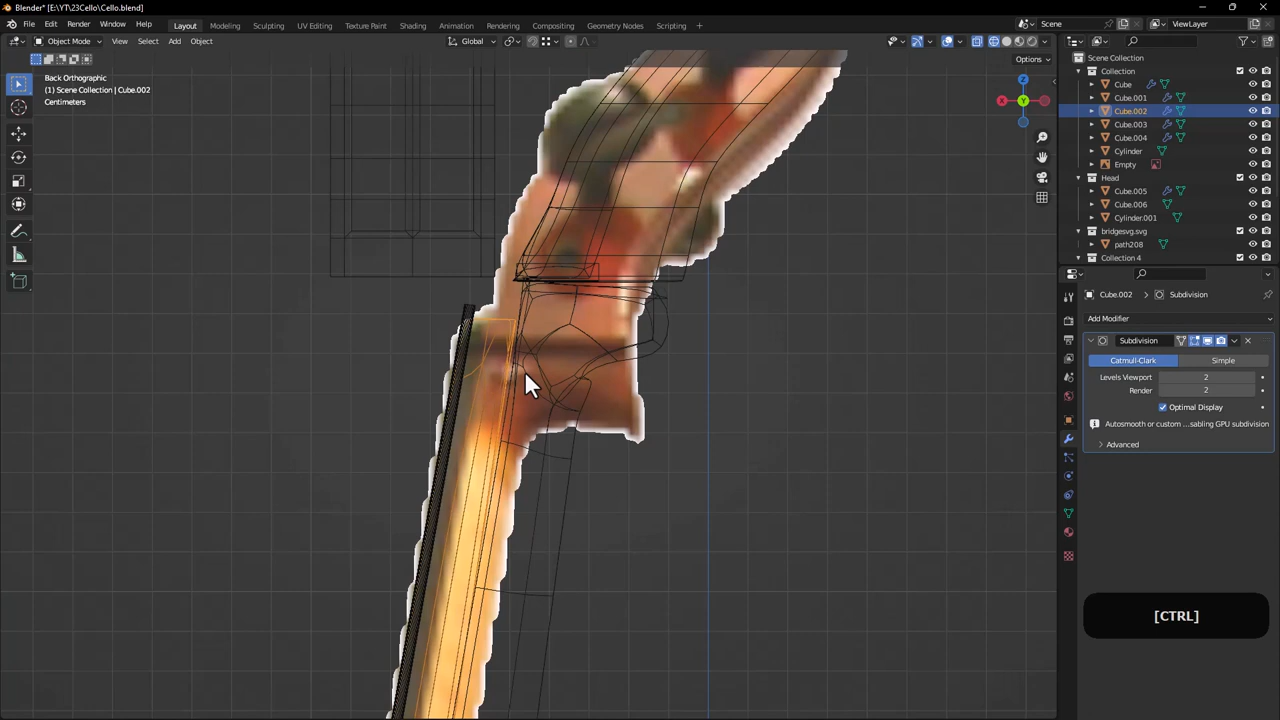 Blender* [E:\YT\23Cello\Cello.blend]
File Edit Render Window Help Layout Modeling Sculpting UV Editing Texture Paint Shading Animation Rendering Compositing Geometry Nodes Scripting + Scene ViewLayer
Object Mode View Select Add Object Global
Options
Back Orthographic
(1) Scene Collection | Cube.002
Centimeters
Z
X
Y
Scene Collection
Collection
Cube
Cube.001
Cube.002
Cube.003
Cube.004
Cylinder
Empty
Head
Cube.005
Cube.006
Cylinder.001
bridgesvg.svg
path208
Collection 4
Cube.002 > Subdivision
Add Modifier
Subdivision
Catmull-Clark Simple
Levels Viewport 2
Render 2
Optimal Display
Autosmooth or custom ...sabling GPU subdivision
Advanced
[CTRL]